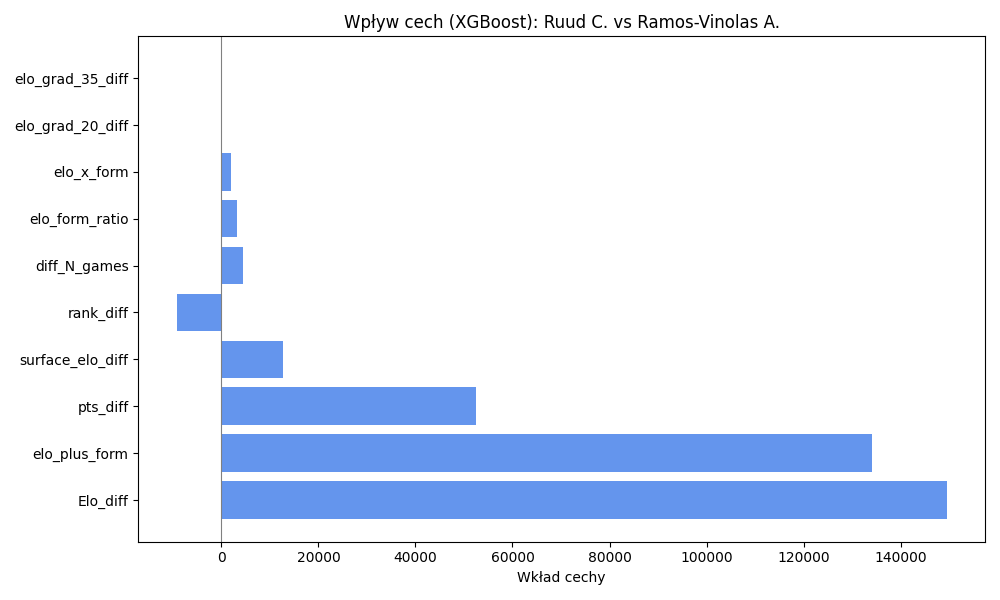 Wpływ cech (XGBoost): Ruud C. vs Ramos-Vinolas A.
elo_grad_35_diff
elo_grad_20_diff
elo_x_form
elo_form_ratio
diff_N_games
rank_diff
surface_elo_diff
pts_diff
elo_plus_form
Elo_diff
0 20000 40000 60000 80000 100000 120000 140000
Wkład cechy